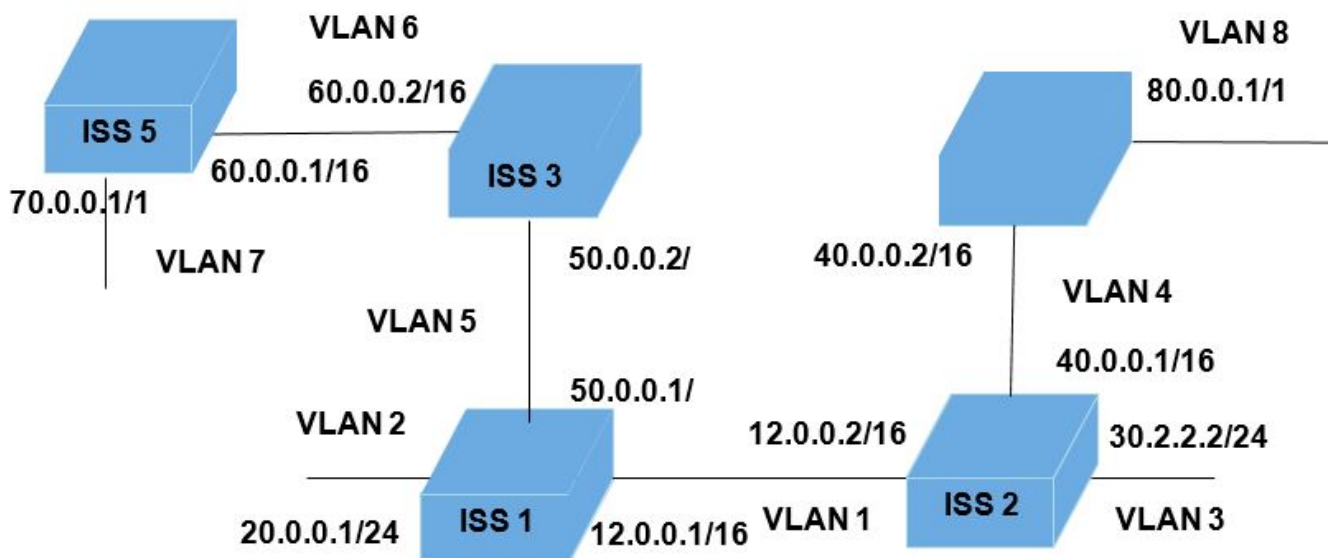 VLAN 6
VLAN 8
60.0.0.2/16
80.0.0.1/1
ISS 5
60.0.0.1/16
ISS 3
70.0.0.1/1
VLAN 7
50.0.0.2/
40.0.0.2/16
VLAN 4
VLAN 5
40.0.0.1/16
50.0.0.1/
VLAN 2
12.0.0.2/16
30.2.2.2/24
ISS 1
ISS 2
20.0.0.1/24
12.0.0.1/16
VLAN 1
VLAN 3